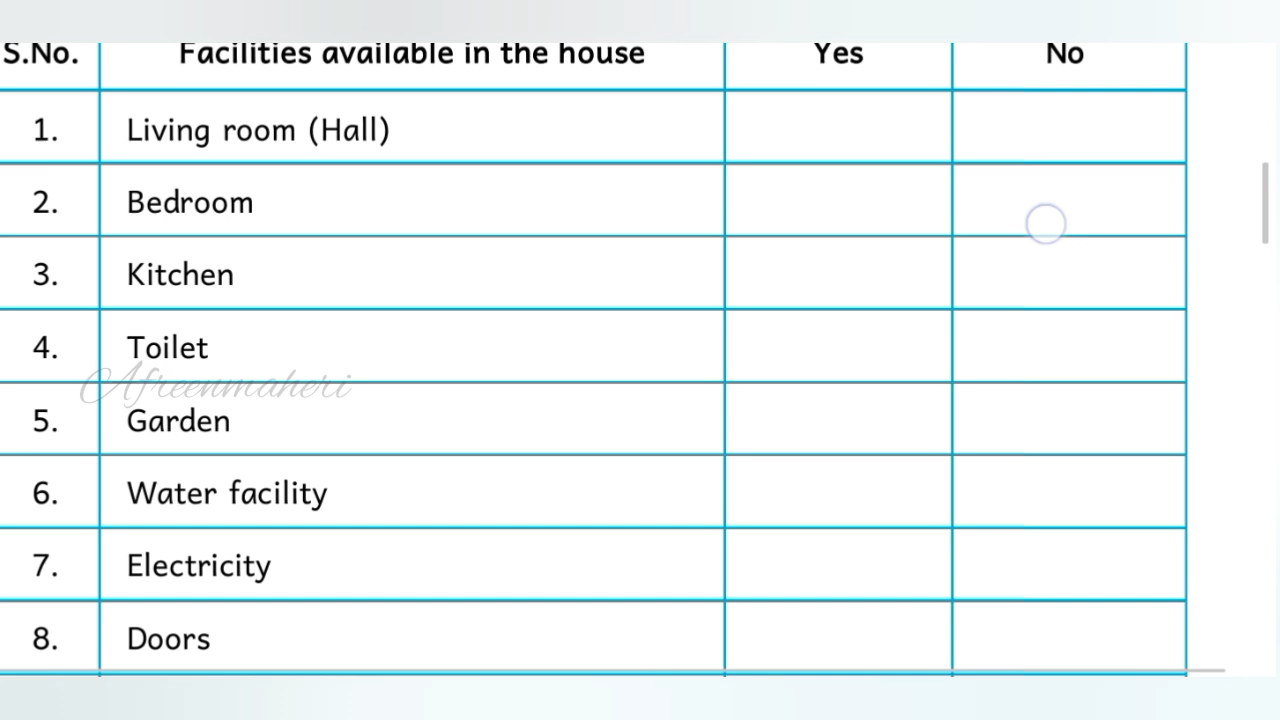 S.No. Facilities available in the house Yes No
1. Living room (Hall)
2. Bedroom
3. Kitchen
4. Toilet
Afreenmaheri
5. Garden
6. Water facility
7. Electricity
8. Doors